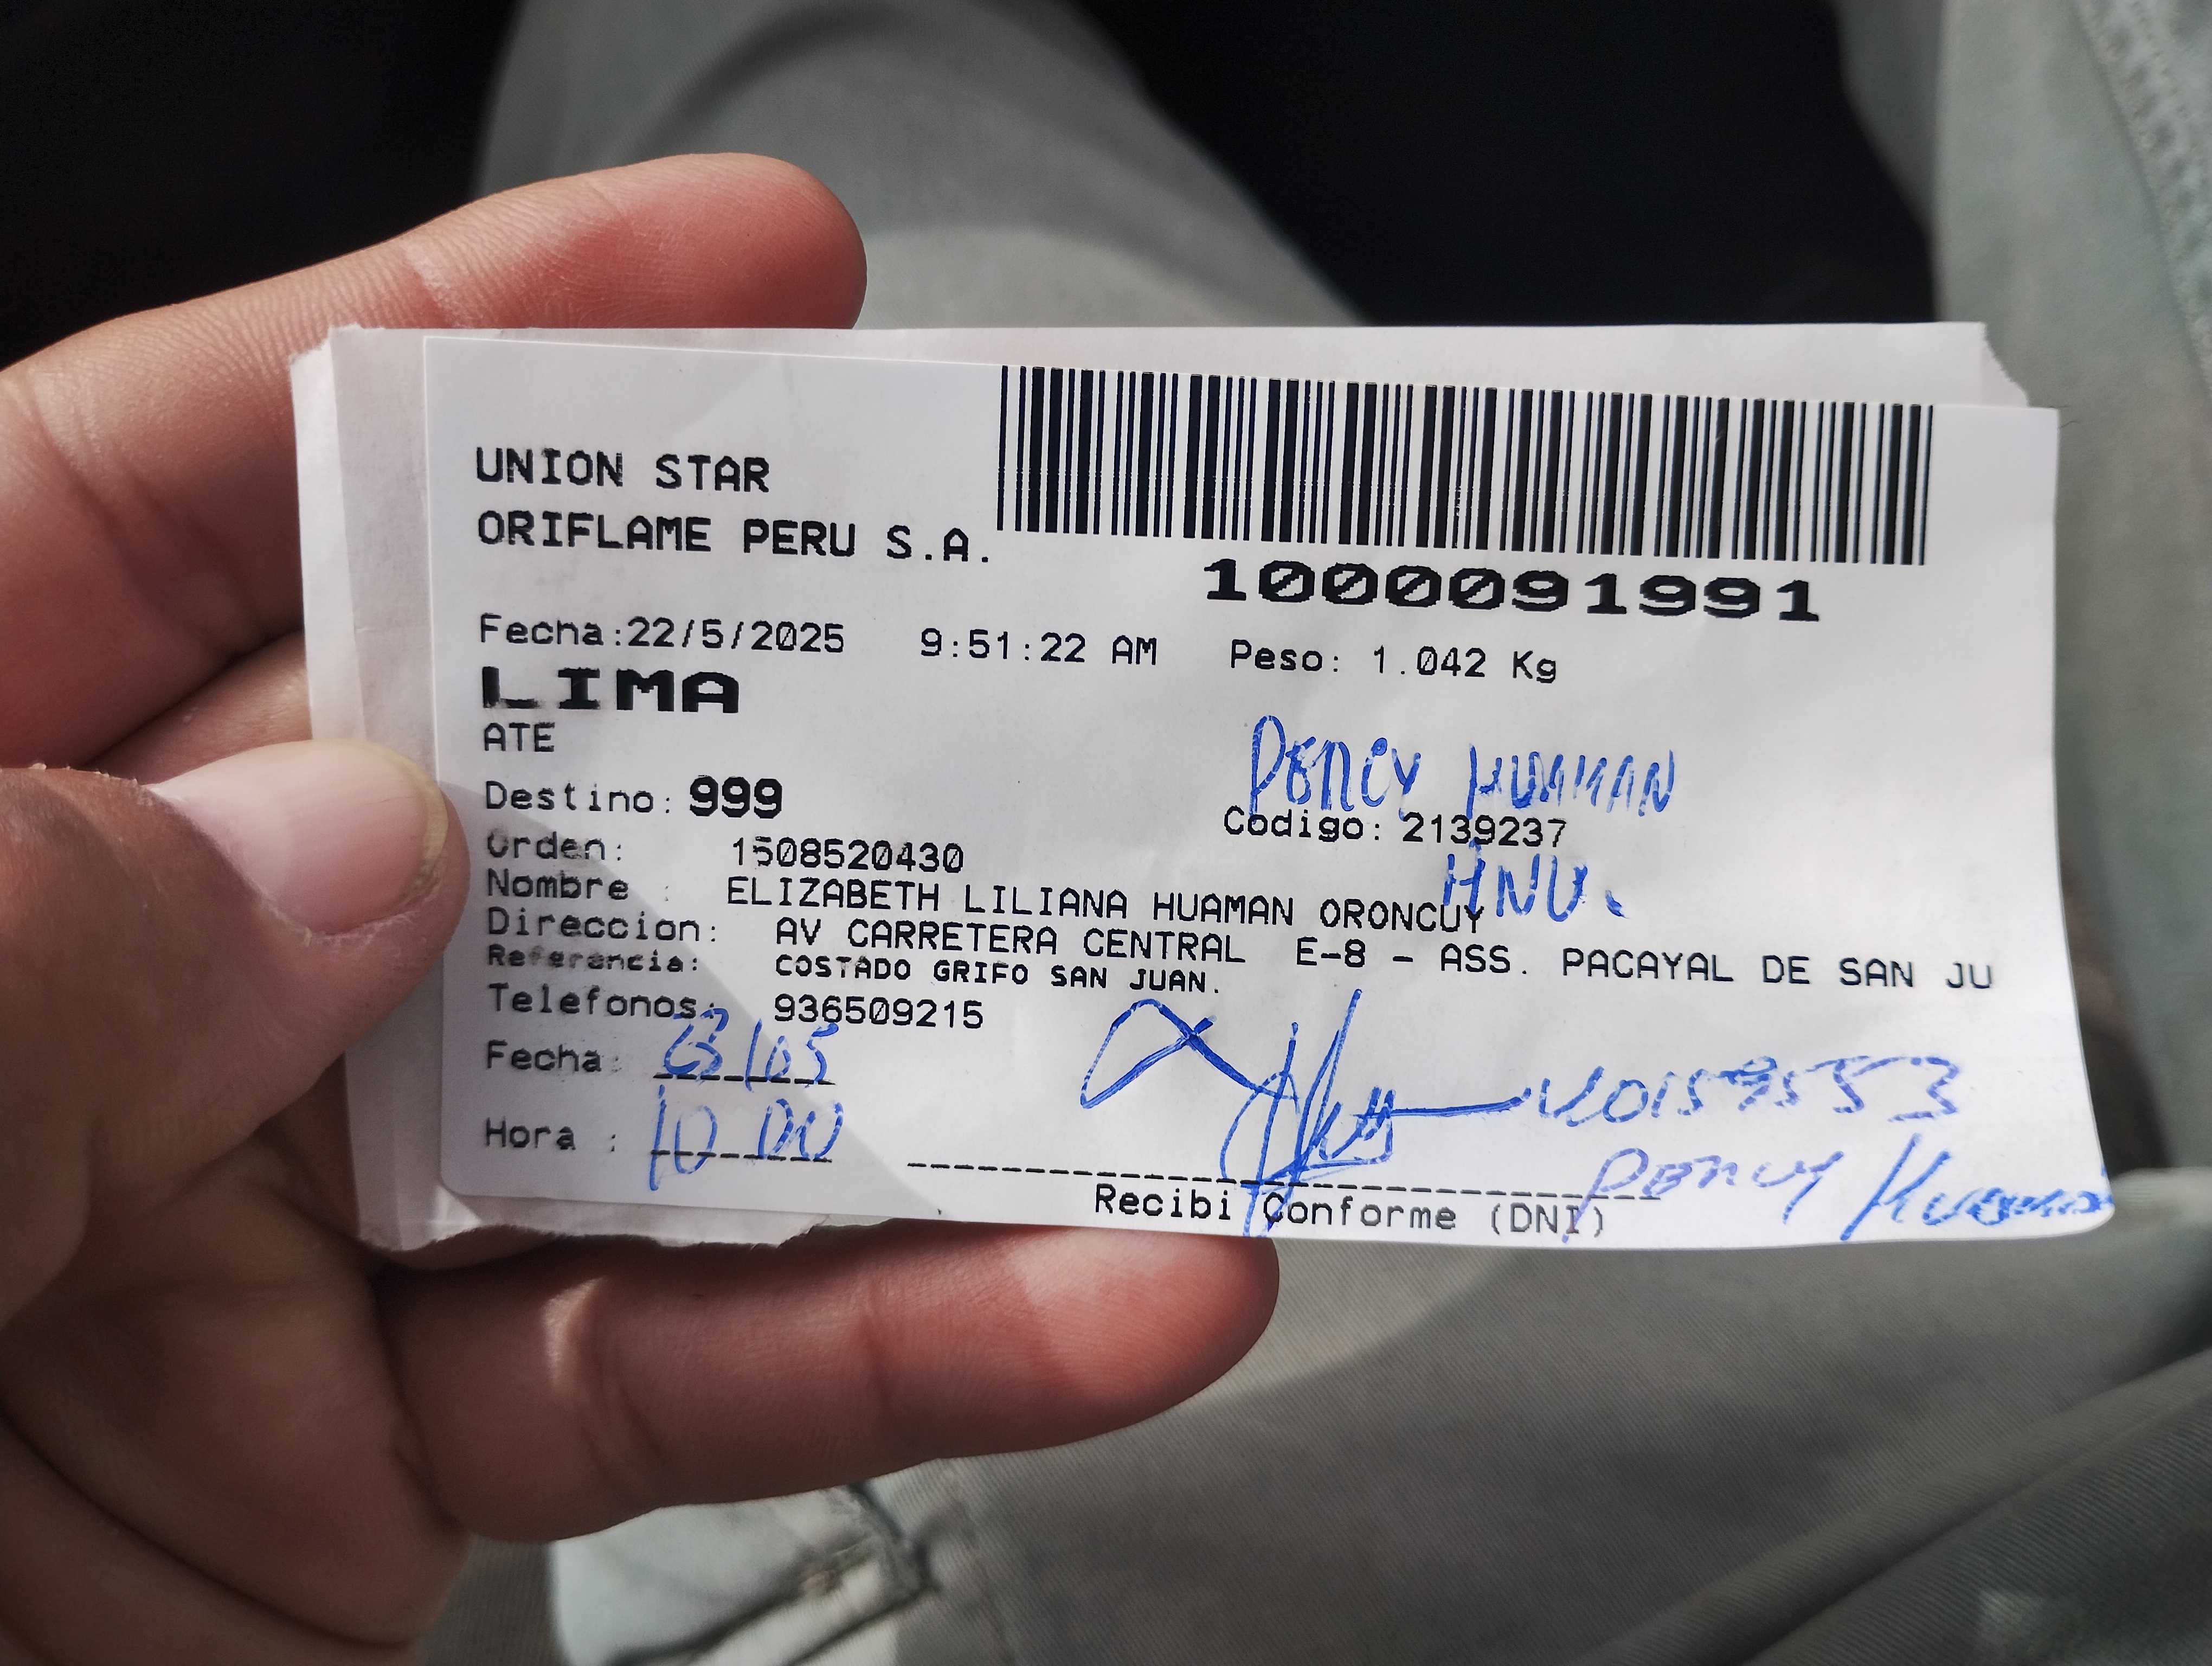 UNION STAR
ORIFLAME PERU S.A.
1000091991
Fecha:22/5/2025 9:51:22 AM Peso: 1.042 Kg
LIMA
ATE
PERCY HUAMAN
Destino: 999
Codigo: 2139237
Orden: 1508520430
HNO.
Nombre : ELIZABETH LILIANA HUAMAN ORONCUY
Direccion: AV CARRETERA CENTRAL E-8 - ASS. PACAYAL DE SAN JU
Referencia: COSTADO GRIFO SAN JUAN.
Telefonos: 936509215
Fecha: 23/05
Hora : 10 00
Percy Huaman
Recibi Conforme (DNI)